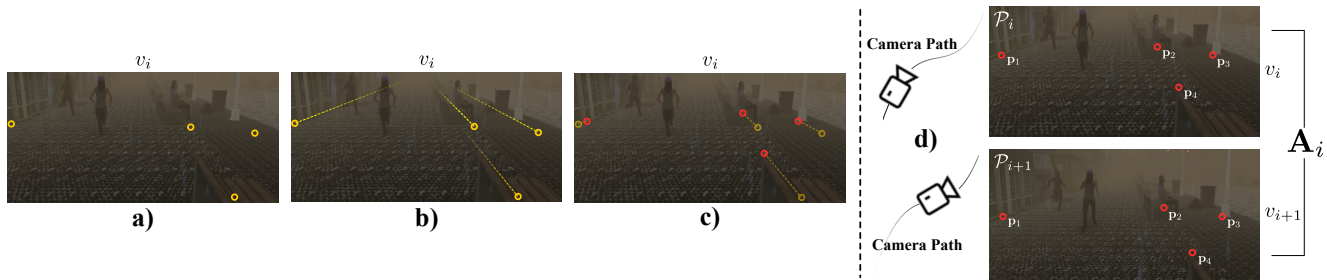 v_i
a)
v_i
b)
v_i
c)
Camera Path
d)
Camera Path
𝒫_i
p_1
p_2
p_3
p_4
v_i
𝒫_{i+1}
p_1
p_2
p_3
p_4
v_{i+1}
A_i